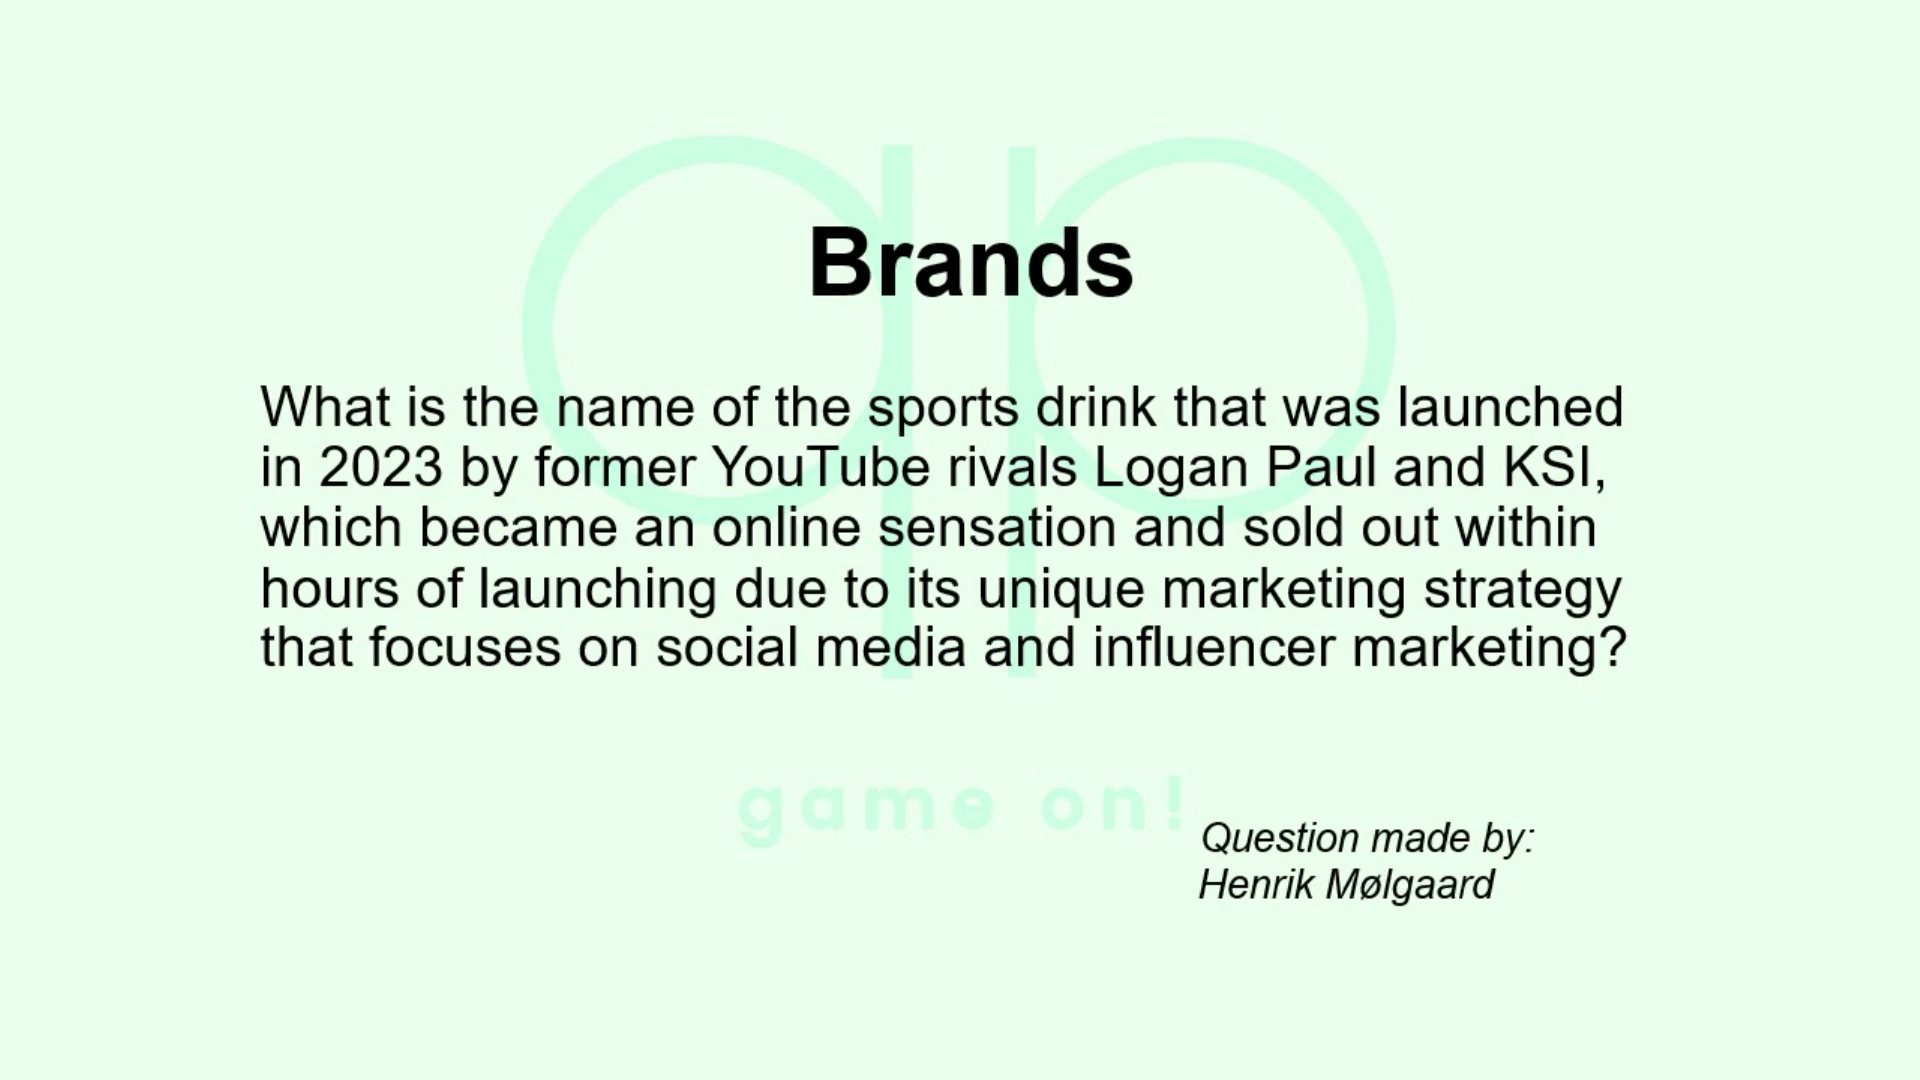 Brands
What is the name of the sports drink that was launched
in 2023 by former YouTube rivals Logan Paul and KSI,
which became an online sensation and sold out within
hours of launching due to its unique marketing strategy
that focuses on social media and influencer marketing?
game on!
Question made by:
Henrik Mølgaard